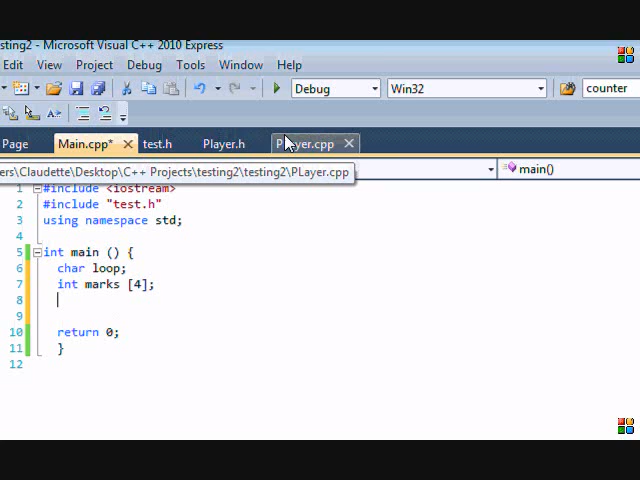 sting2 - Microsoft Visual C++ 2010 Express
Edit View Project Debug Tools Window Help
Debug Win32 counter
Page Main.cpp* test.h Player.h PLayer.cpp
ers\Claudette\Desktop\C++ Projects\testing2\testing2\PLayer.cpp
main()
1 #include <iostream>
2 #include "test.h"
3 using namespace std;
4
5 int main () {
6 char loop;
7 int marks [4];
8
9
10 return 0;
11 }
12